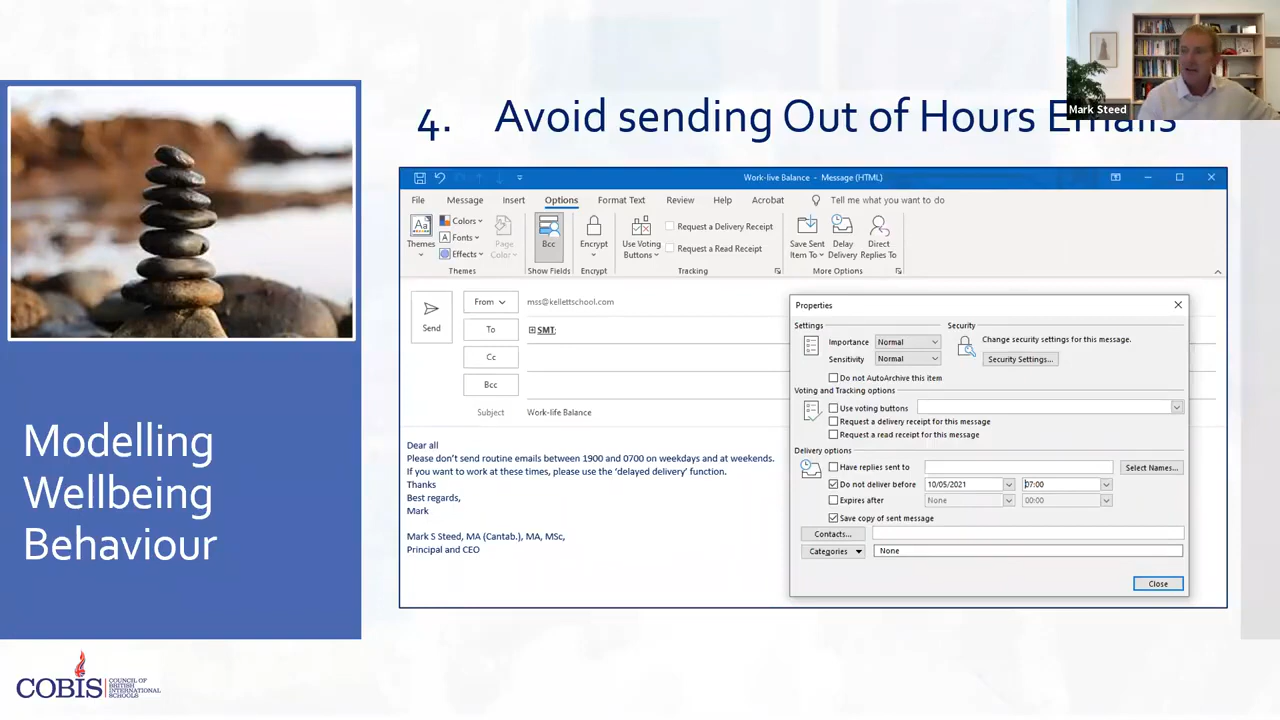 Mark Steed
4. Avoid sending Out of Hours Emails
Work-live Balance - Message (HTML)
File Message Insert Options Format Text Review Help Acrobat Tell me what you want to do
Themes
Colors
Fonts
Effects
Page
Color
Themes
Bcc
Show Fields
Encrypt
Encrypt
Use Voting
Buttons
Request a Delivery Receipt
Request a Read Receipt
Tracking
Save Sent
Item To
Delay
Delivery
Direct
Replies To
More Options
Send
From mss@kellettschool.com
To SMT;
Cc
Bcc
Subject Work-life Balance
Dear all
Please don't send routine emails between 1900 and 0700 on weekdays and at weekends.
If you want to work at these times, please use the 'delayed delivery' function.
Thanks
Best regards,
Mark
Mark S Steed, MA (Cantab.), MA, MSc,
Principal and CEO
Properties
Settings
Importance Normal
Sensitivity Normal
Do not AutoArchive this item
Security
Change security settings for this message.
Security Settings...
Voting and Tracking options
Use voting buttons
Request a delivery receipt for this message
Request a read receipt for this message
Delivery options
Have replies sent to Select Names...
Do not deliver before 10/05/2021 07:00
Expires after None 00:00
Save copy of sent message
Contacts...
Categories None
Close
Modelling
Wellbeing
Behaviour
COBIS
COUNCIL OF
BRITISH
INTERNATIONAL
SCHOOLS